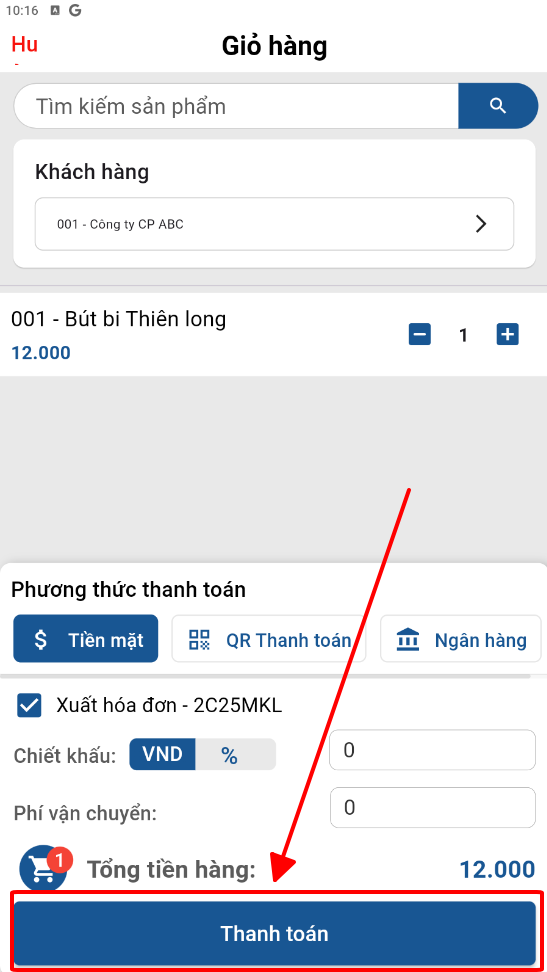 10:16 A G
Hu
Giỏ hàng
Tìm kiếm sản phẩm
Khách hàng
001 - Công ty CP ABC
001 - Bút bi Thiên long
12.000
1
Phương thức thanh toán
$ Tiền mặt
QR Thanh toán
Ngân hàng
Xuất hóa đơn - 2C25MKL
Chiết khấu:
VND
%
0
Phí vận chuyển:
0
1
Tổng tiền hàng:
12.000
Thanh toán